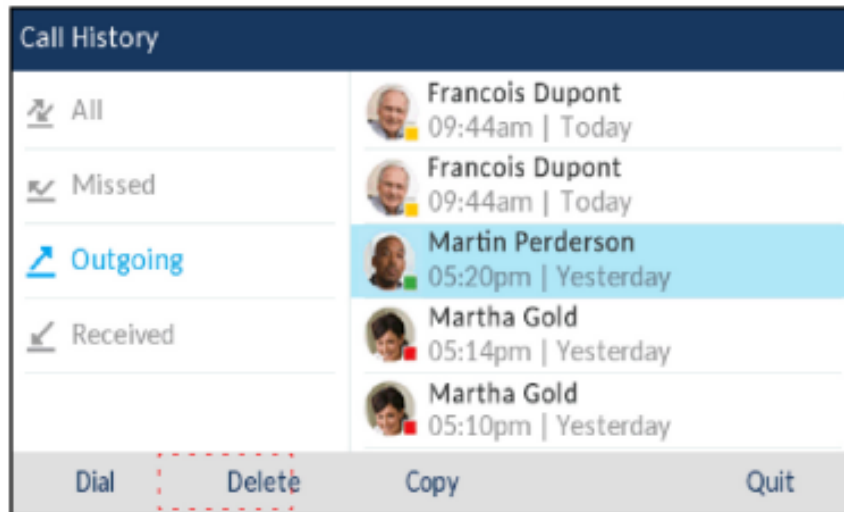 Call History
All
Missed
Outgoing
Received
Francois Dupont
09:44am | Today
Francois Dupont
09:44am | Today
Martin Perderson
05:20pm | Yesterday
Martha Gold
05:14pm | Yesterday
Martha Gold
05:10pm | Yesterday
Dial Delete Copy Quit